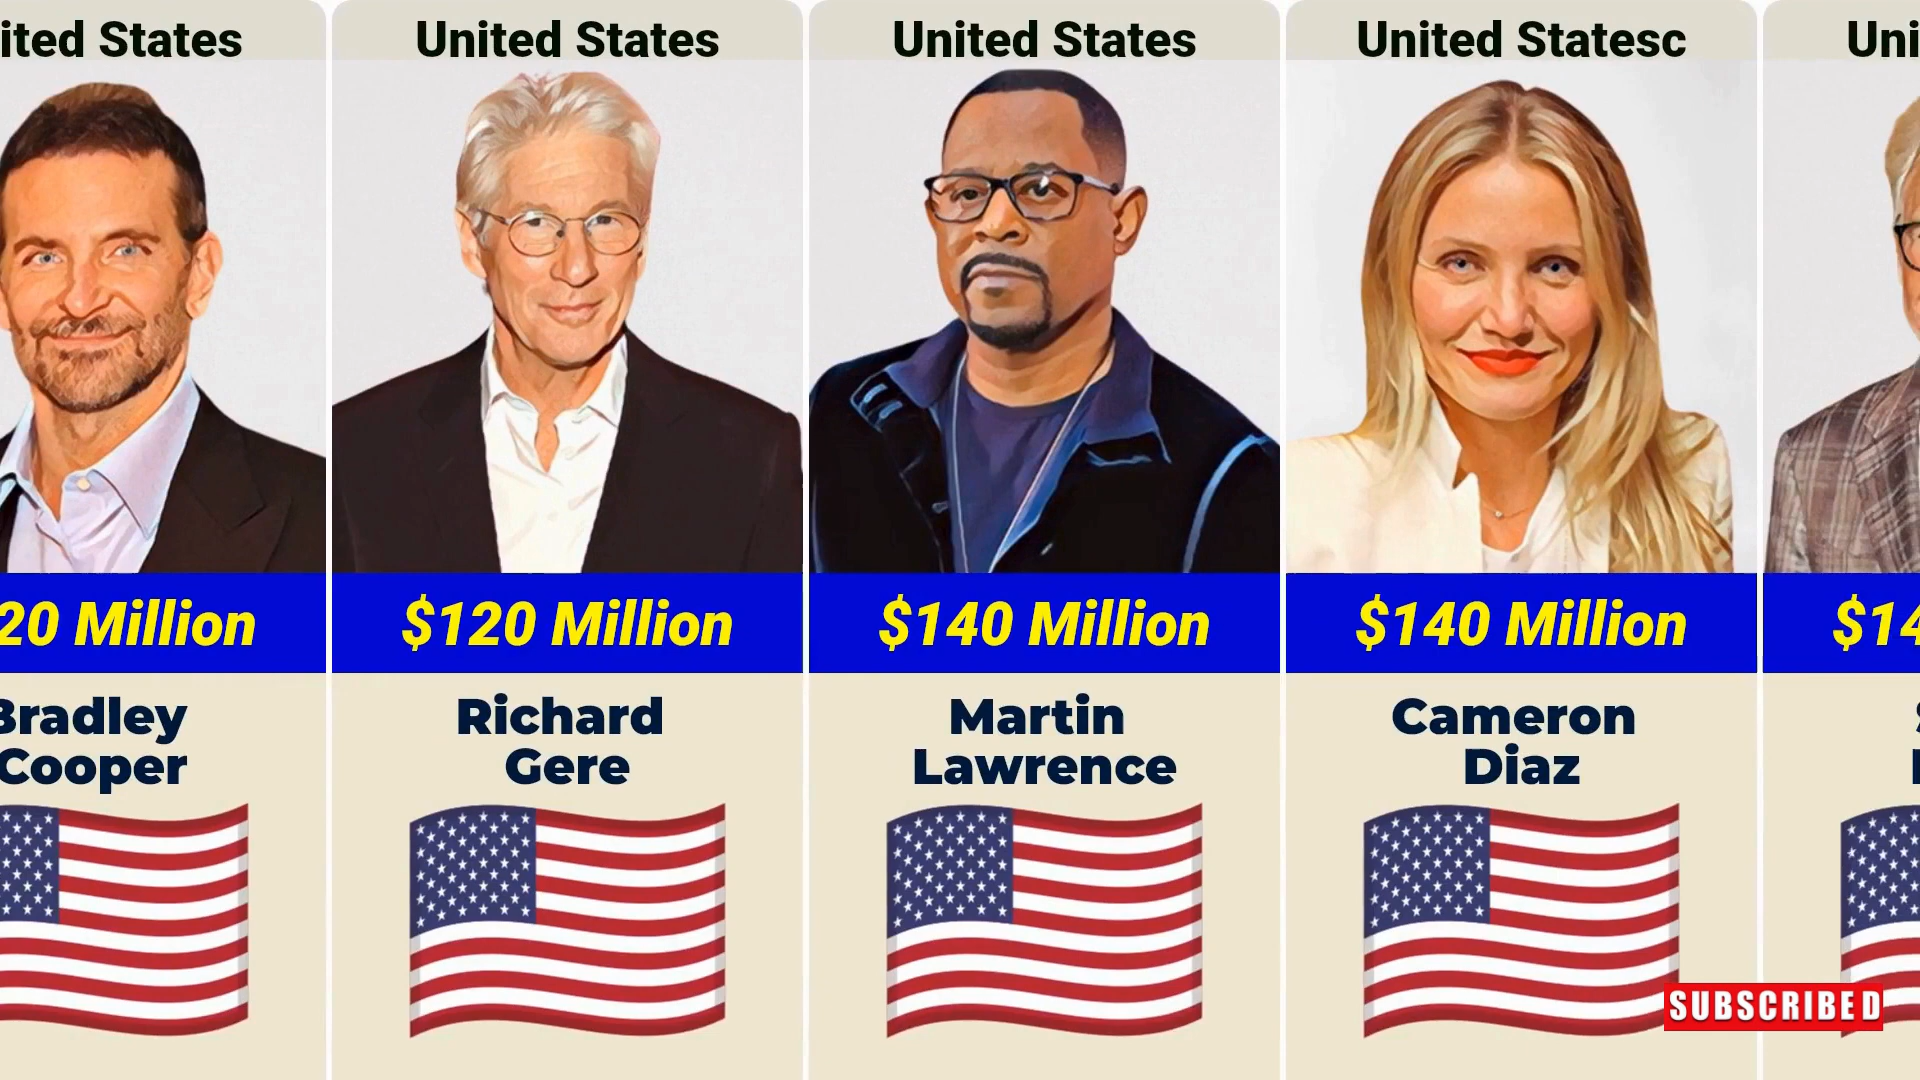 ited States
20 Million
Bradley
Cooper
United States
$120 Million
Richard
Gere
United States
$140 Million
Martin
Lawrence
United Statesc
$140 Million
Cameron
Diaz
Uni
$14
SUBSCRIBED